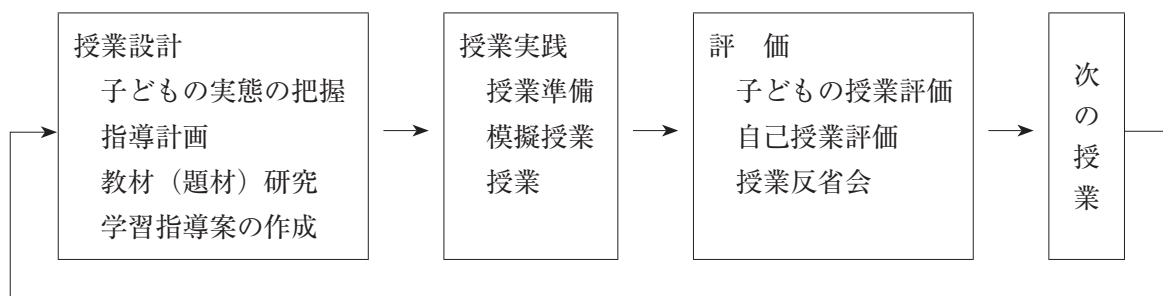 授業設計
子どもの実態の把握
指導計画
教材（題材）研究
学習指導案の作成
授業実践
授業準備
模擬授業
授業
評　価
子どもの授業評価
自己授業評価
授業反省会
次の授業